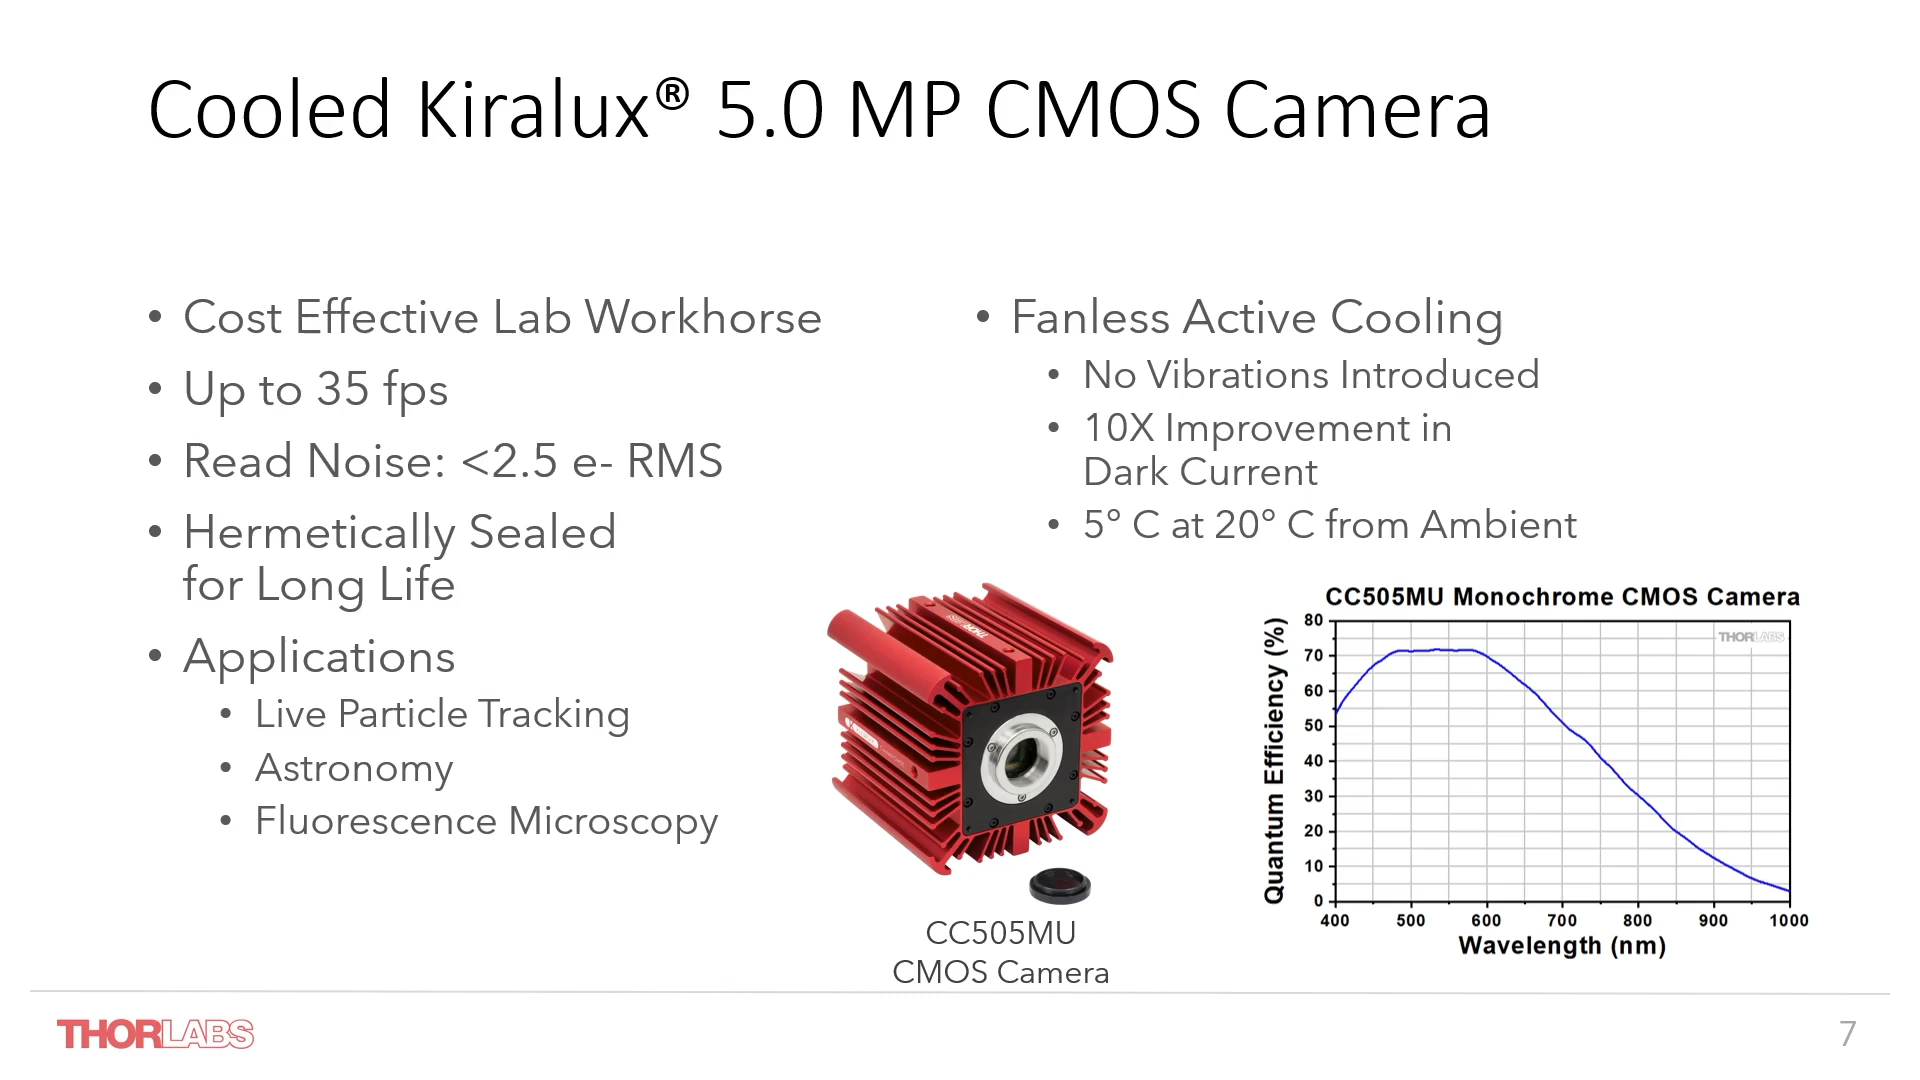 Cooled Kiralux® 5.0 MP CMOS Camera
• Cost Effective Lab Workhorse
• Up to 35 fps
• Read Noise: <2.5 e- RMS
• Hermetically Sealed
for Long Life
• Applications
• Live Particle Tracking
• Astronomy
• Fluorescence Microscopy
• Fanless Active Cooling
• No Vibrations Introduced
• 10X Improvement in
Dark Current
• 5° C at 20° C from Ambient
CC505MU
CMOS Camera
CC505MU Monochrome CMOS Camera
THORLABS
Quantum Efficiency (%)
80
70
60
50
40
30
20
10
0
400 500 600 700 800 900 1000
Wavelength (nm)
THORLABS
7